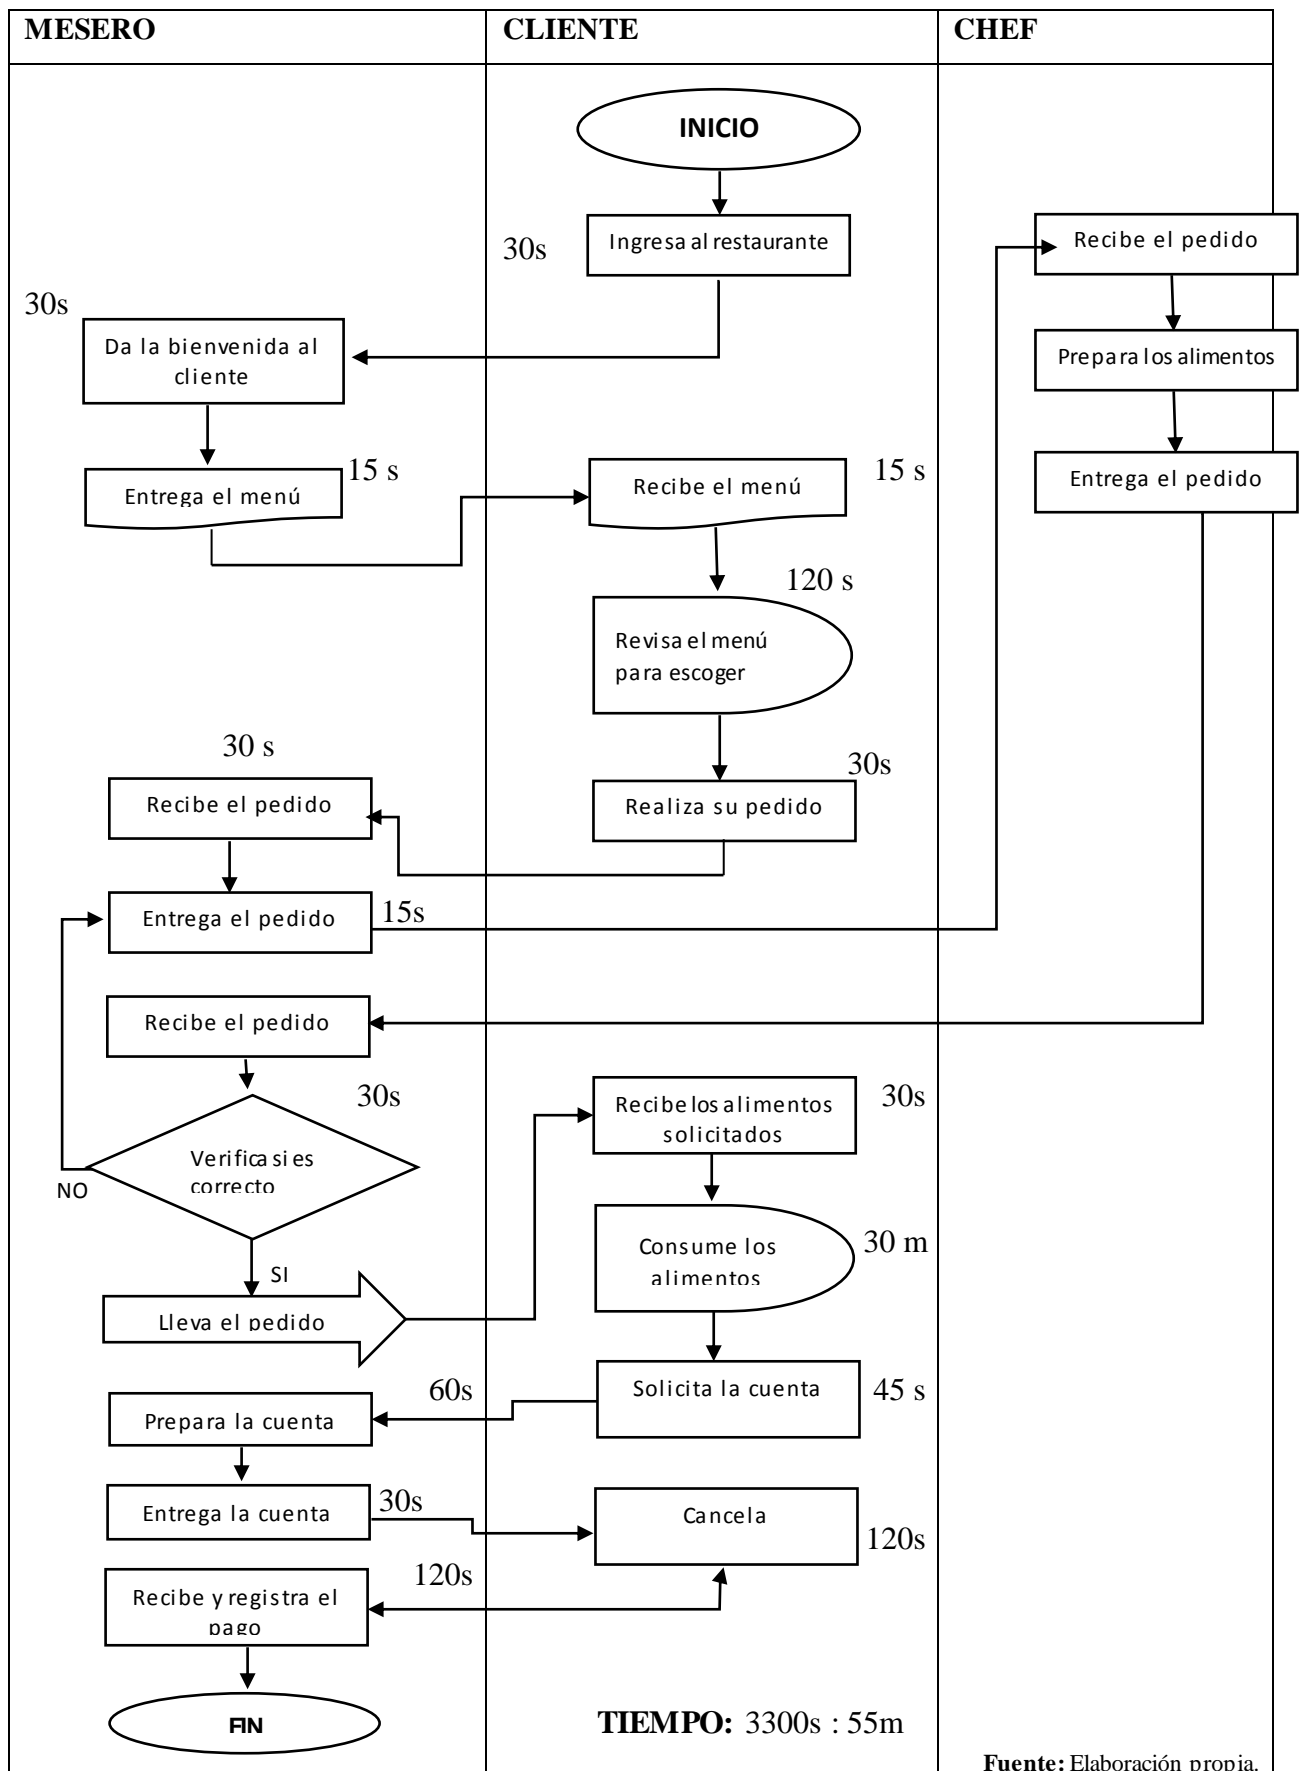 MESERO
CLIENTE
CHEF
INICIO
Ingresa al restaurante
30s
Recibe el pedido
30s
Da la bienvenida al
cliente
Prepara los alimentos
Entrega el menú
15 s
Recibe el menú
15 s
Entrega el pedido
120 s
Revisa el menú
para escoger
30 s
Recibe el pedido
30s
Realiza su pedido
Entrega el pedido
15s
Recibe el pedido
30s
Verifica si es
correcto
NO
SI
Recibe los alimentos
solicitados
30s
Consume los
alimentos
30 m
Lleva el pedido
Solicita la cuenta
45 s
60s
Prepara la cuenta
Entrega la cuenta
30s
Cancela
120s
120s
Recibe y registra el
pago
FIN
TIEMPO: 3300s : 55m
Fuente: Elaboración propia.